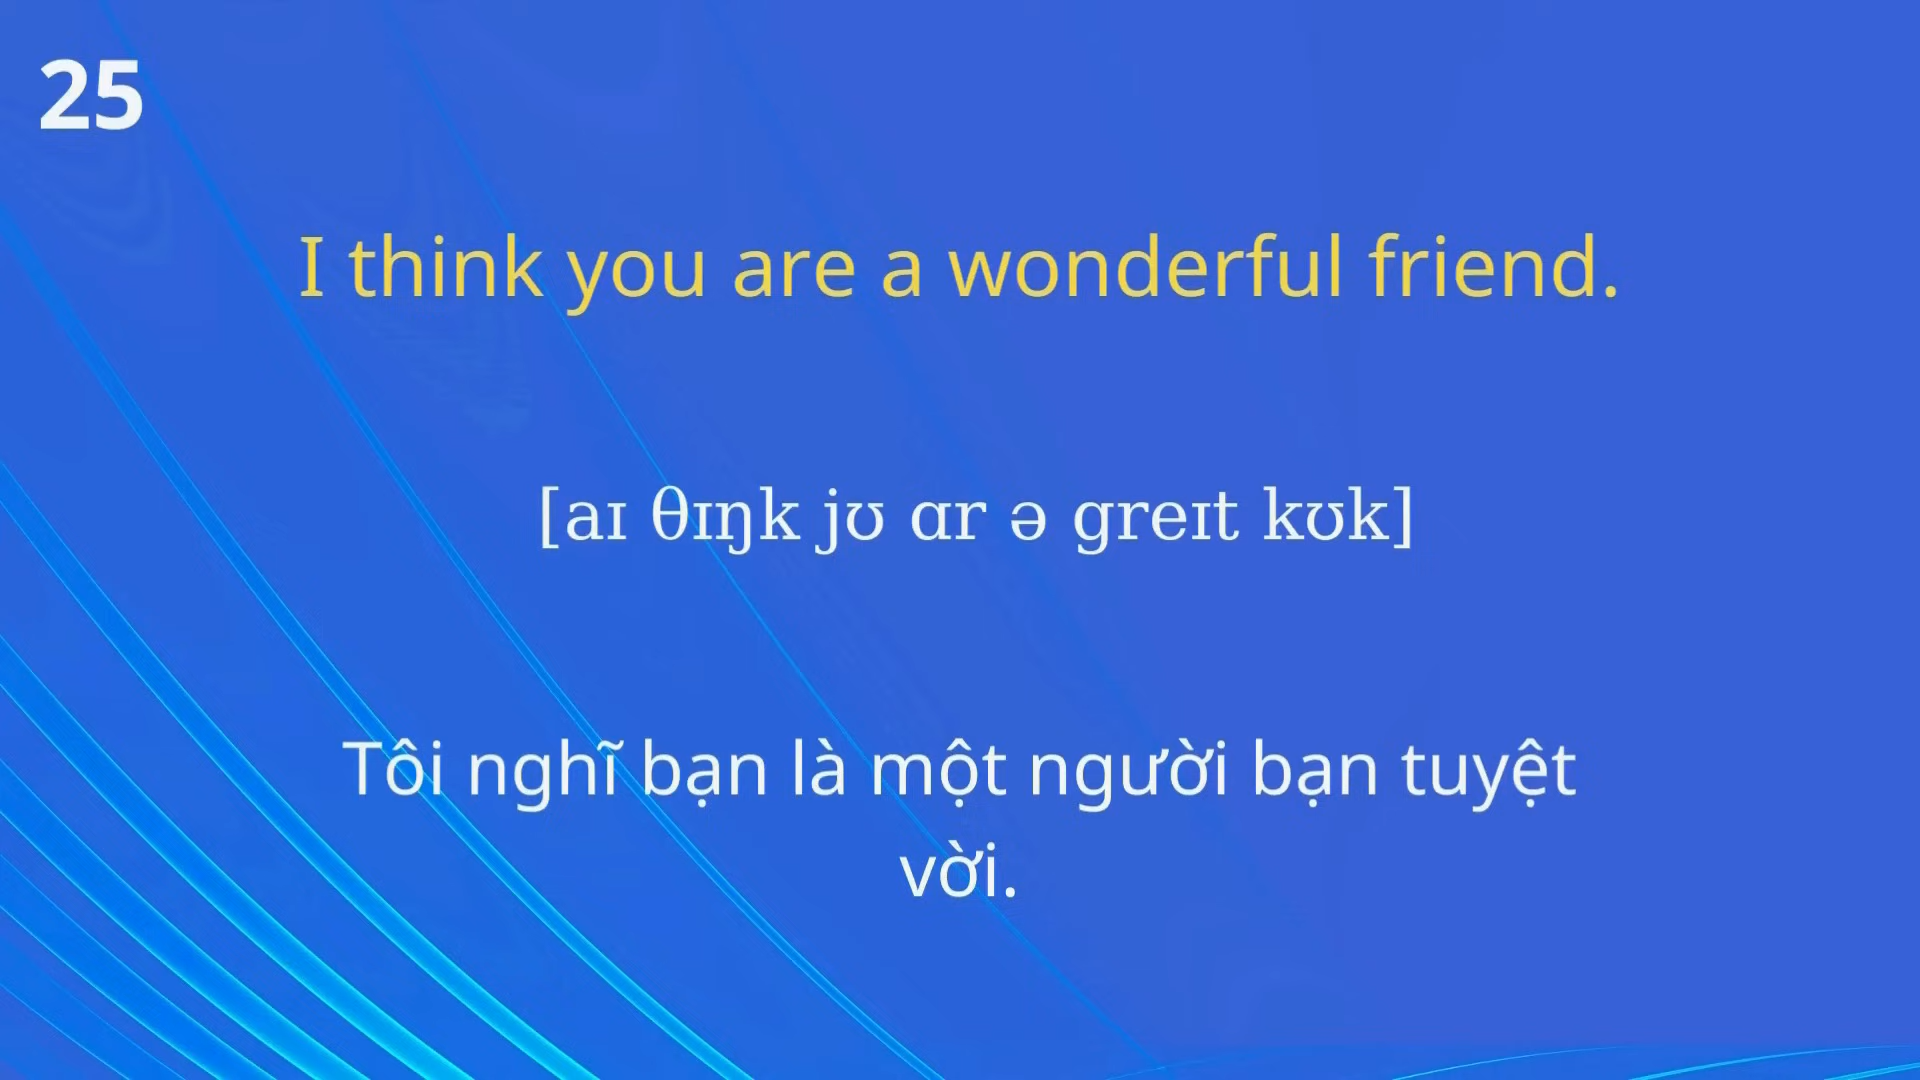 25
I think you are a wonderful friend.
[aɪ θɪŋk jʊ ɑr ə greɪt kʊk]
Tôi nghĩ bạn là một người bạn tuyệt
vời.